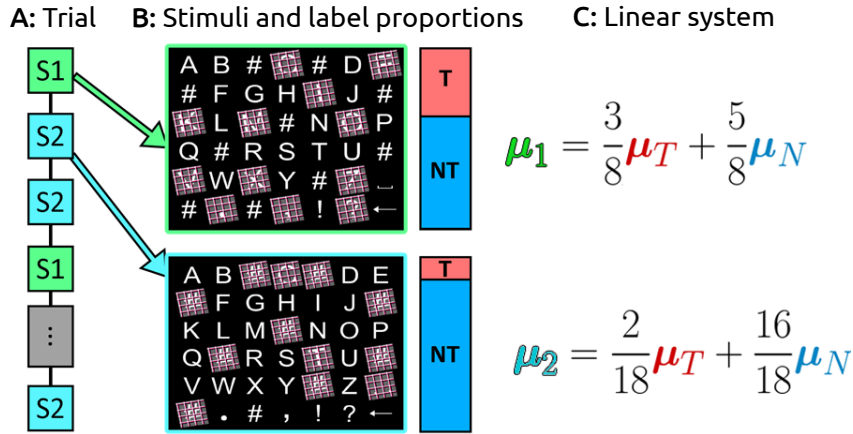 A: Trial
B: Stimuli and label proportions
C: Linear system
S1
S2
S2
S1
⋮
S2
A B # # D
# F G H J #
L # N P
Q # R S T U #
W Y # ⎵
# # ! ←
T
NT
μ1 = 3/8 μT + 5/8 μN
A B D E
F G H I J
K L M N O P
Q R S U
V W X Y Z
. # , ! ? ←
T
NT
μ2 = 2/18 μT + 16/18 μN